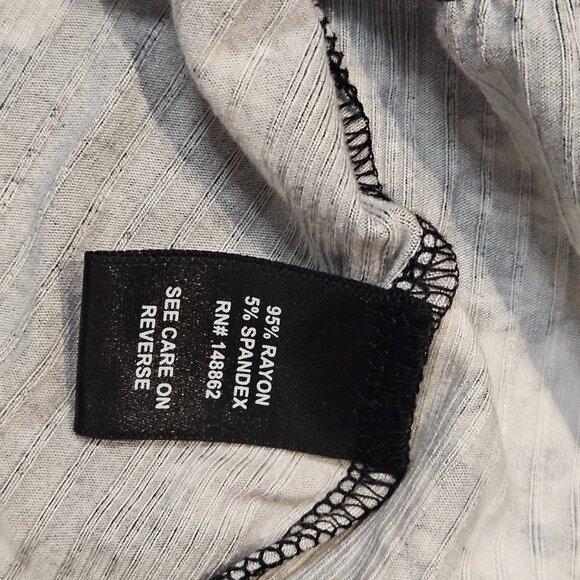 95% RAYON
5% SPANDEX
RN# 148862
SEE CARE ON
REVERSE